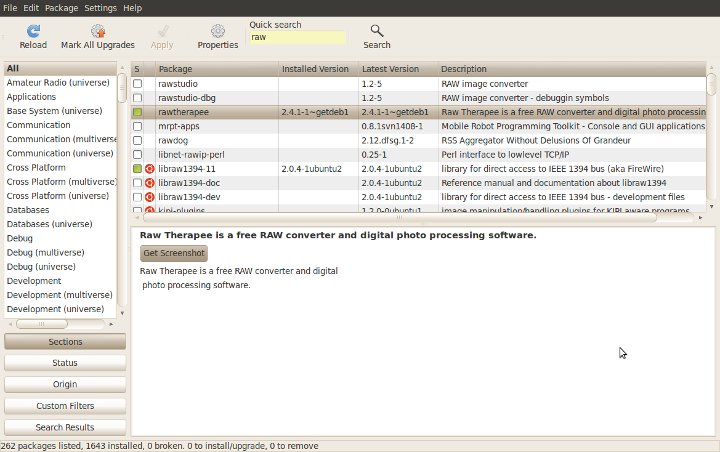 File Edit Package Settings Help
Reload Mark All Upgrades Apply Properties Quick search raw Search
All
Amateur Radio (universe)
Applications
Base System (universe)
Communication
Communication (multiverse
Communication (universe)
Cross Platform
Cross Platform (multiverse)
Cross Platform (universe)
Databases
Databases (universe)
Debug
Debug (multiverse)
Debug (universe)
Development
Development (multiverse)
Development (universe)
Sections
Status
Origin
Custom Filters
Search Results
S Package Installed Version Latest Version Description
rawstudio 1.2-5 RAW image converter
rawstudio-dbg 1.2-5 RAW image converter - debuggin symbols
rawtherapee 2.4.1-1~getdeb1 2.4.1-1~getdeb1 Raw Therapee is a free RAW converter and digital photo processin
mrpt-apps 0.8.1svn1408-1 Mobile Robot Programming Toolkit - Console and GUI applications
rawdog 2.12.dfsg.1-2 RSS Aggregator Without Delusions Of Grandeur
libnet-rawip-perl 0.25-1 Perl interface to lowlevel TCP/IP
libraw1394-11 2.0.4-1ubuntu2 2.0.4-1ubuntu2 library for direct access to IEEE 1394 bus (aka FireWire)
libraw1394-doc 2.0.4-1ubuntu2 Reference manual and documentation about libraw1394
libraw1394-dev 2.0.4-1ubuntu2 library for direct access to IEEE 1394 bus - development files
kipi-plugins 1.2.0-0ubuntu1 image manipulation/handling plugins for KIPI aware programs
Raw Therapee is a free RAW converter and digital photo processing software.
Get Screenshot
Raw Therapee is a free RAW converter and digital
photo processing software.
262 packages listed, 1643 installed, 0 broken. 0 to install/upgrade, 0 to remove